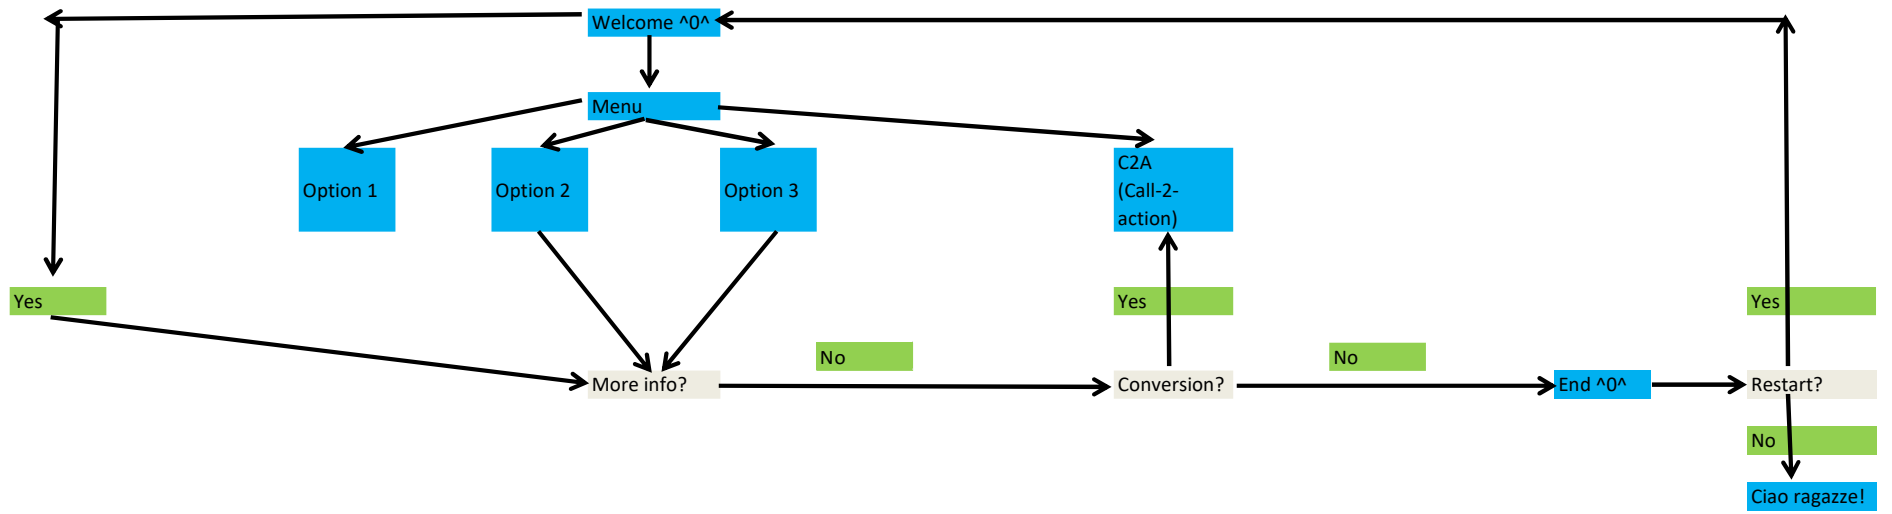 Welcome ^0^
Menu
Option 1
Option 2
Option 3
C2A
(Call-2-
action)
Yes
Yes
Yes
No
No
More info?
Conversion?
End ^0^
Restart?
No
Ciao ragazze!